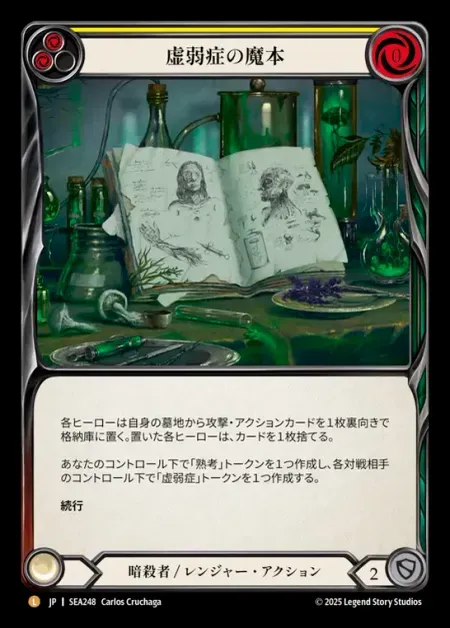 虚弱症の魔本
0
各ヒーローは自身の墓地から攻撃・アクションカードを1枚裏向きで
格納庫に置く。置いた各ヒーローは、カードを1枚捨てる。
あなたのコントロール下で「熟考」トークンを1つ作成し、各対戦相手
のコントロール下で「虚弱症」トークンを1つ作成する。
続行
暗殺者 / レンジャー・アクション
2
L JP | SEA248 Carlos Cruchaga
© 2025 Legend Story Studios